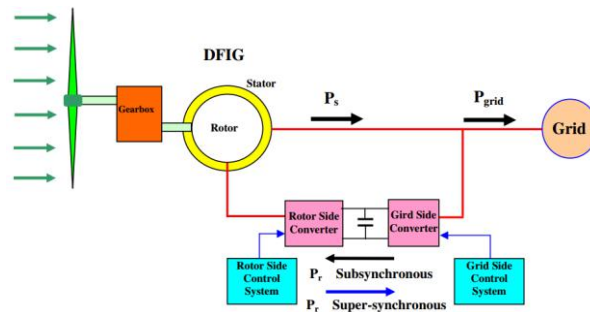 DFIG
Stator
Gearbox
Rotor
Ps
Pgrid
Grid
Rotor Side
Converter
Gird Side
Converter
Rotor Side
Control
System
Pr Subsynchronous
Pr Super-synchronous
Grid Side
Control
System